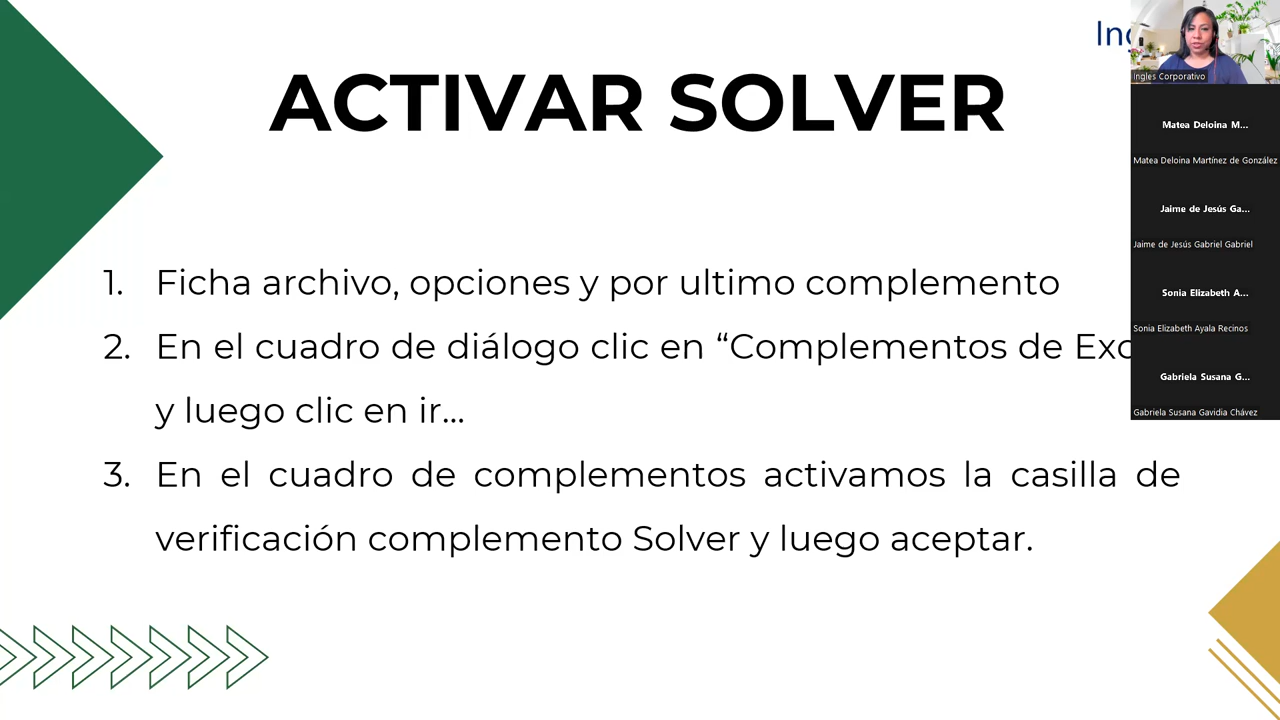 ACTIVAR SOLVER
1. Ficha archivo, opciones y por ultimo complemento
2. En el cuadro de diálogo clic en “Complementos de
y luego clic en ir...
3. En el cuadro de complementos activamos la casilla de
verificación complemento Solver y luego aceptar.
Ingles Corporativo
Matea Deloina M...
Matea Deloina Martínez de González
Jaime de Jesús Ga...
Jaime de Jesús Gabriel Gabriel
Sonia Elizabeth A...
Sonia Elizabeth Ayala Recinos
Gabriela Susana G...
Gabriela Susana Gavidia Chávez